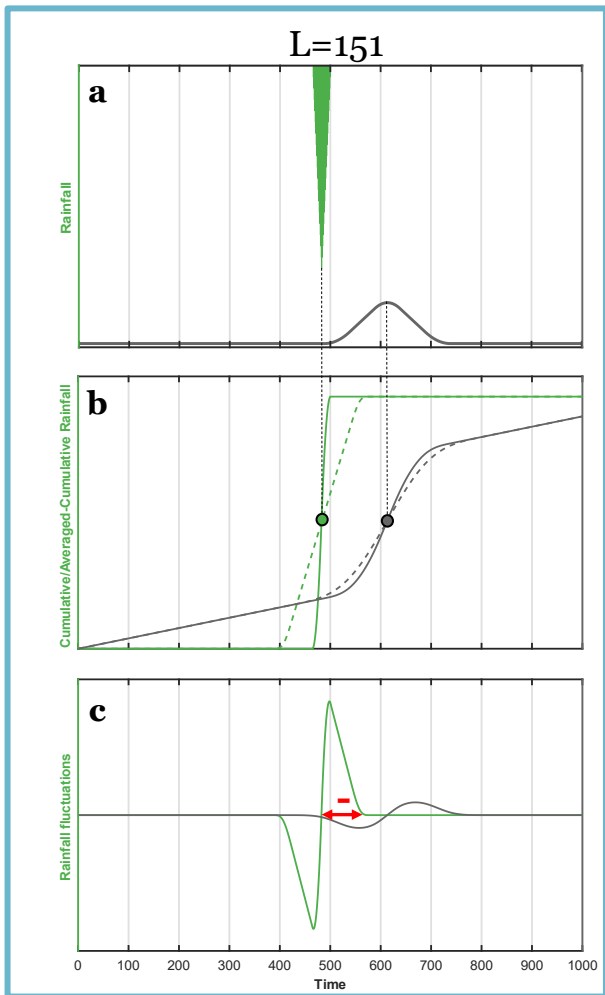 L=151
a
Rainfall
b
Cumulative/Averaged-Cumulative Rainfall
c
Rainfall fluctuations
-
0 100 200 300 400 500 600 700 800 900 1000
Time